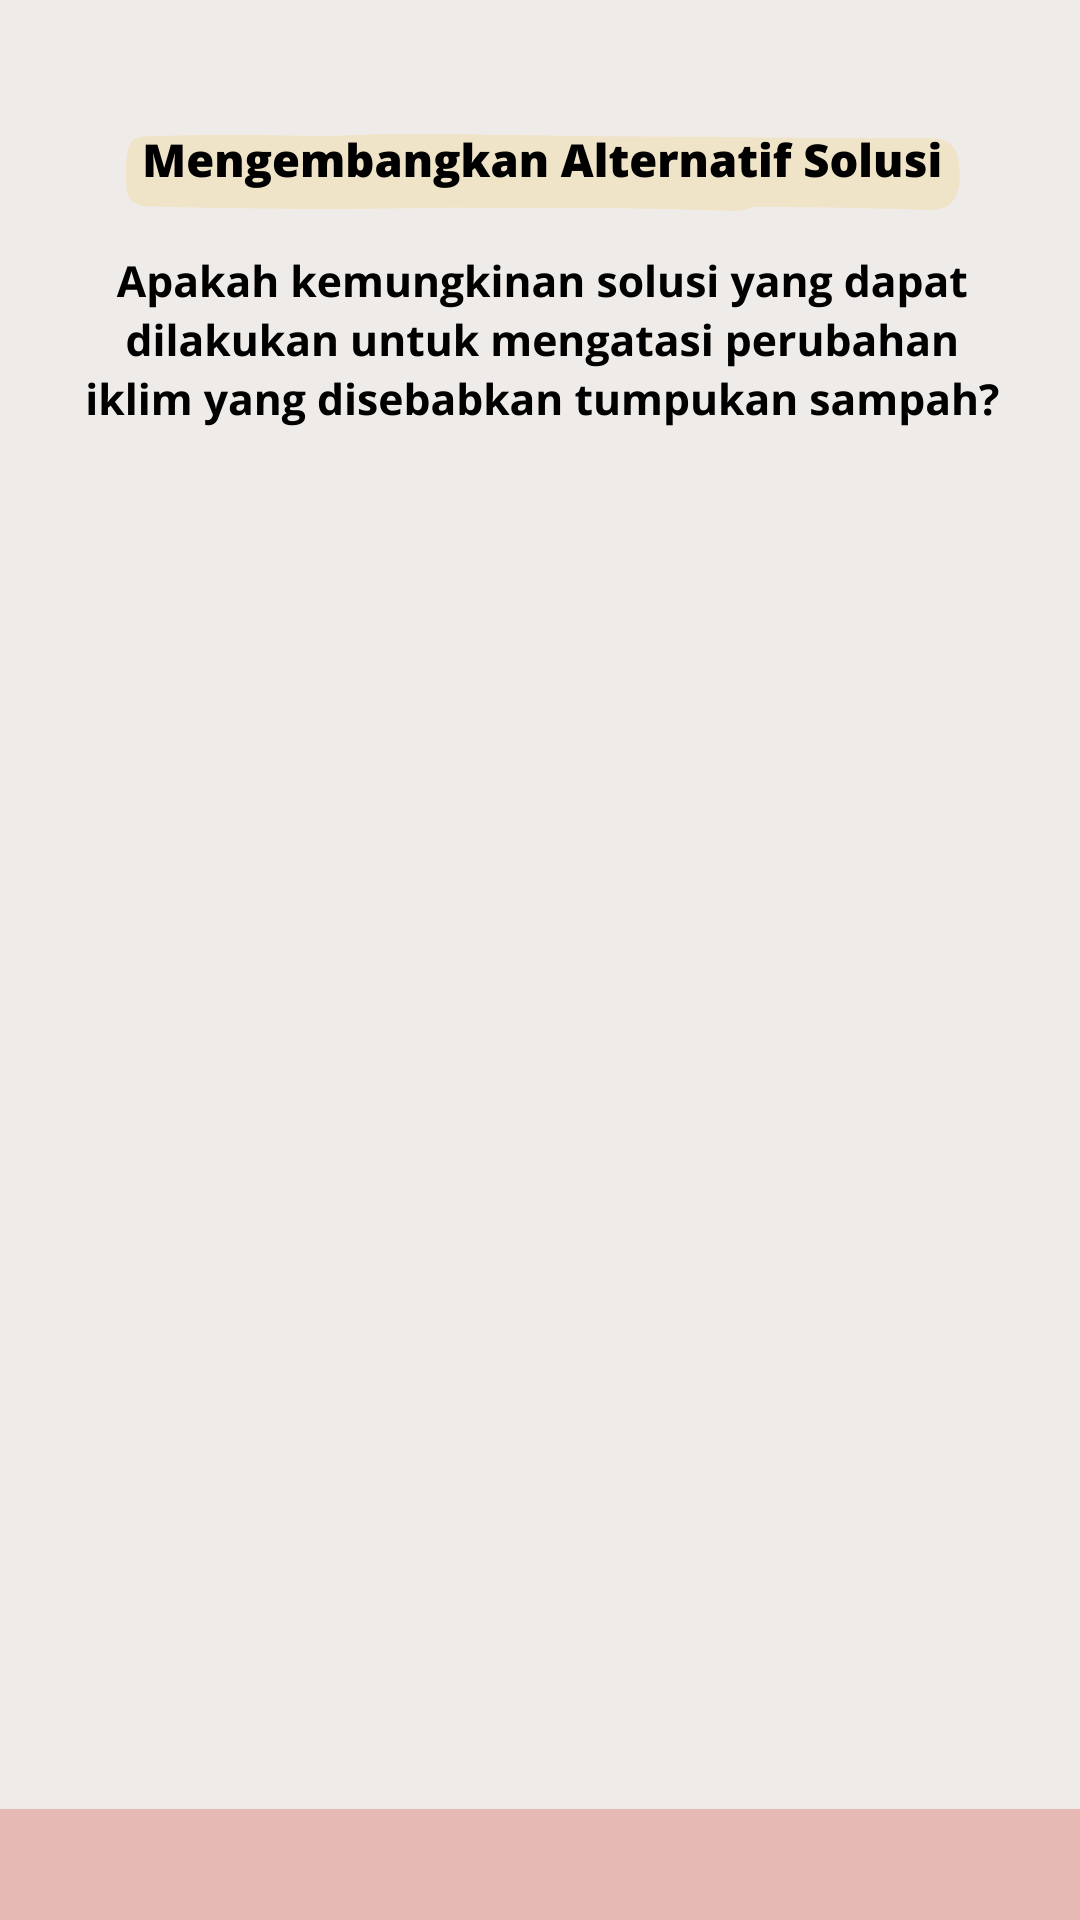 Mengembangkan Alternatif Solusi
Apakah kemungkinan solusi yang dapat
dilakukan untuk mengatasi perubahan
iklim yang disebabkan tumpukan sampah?